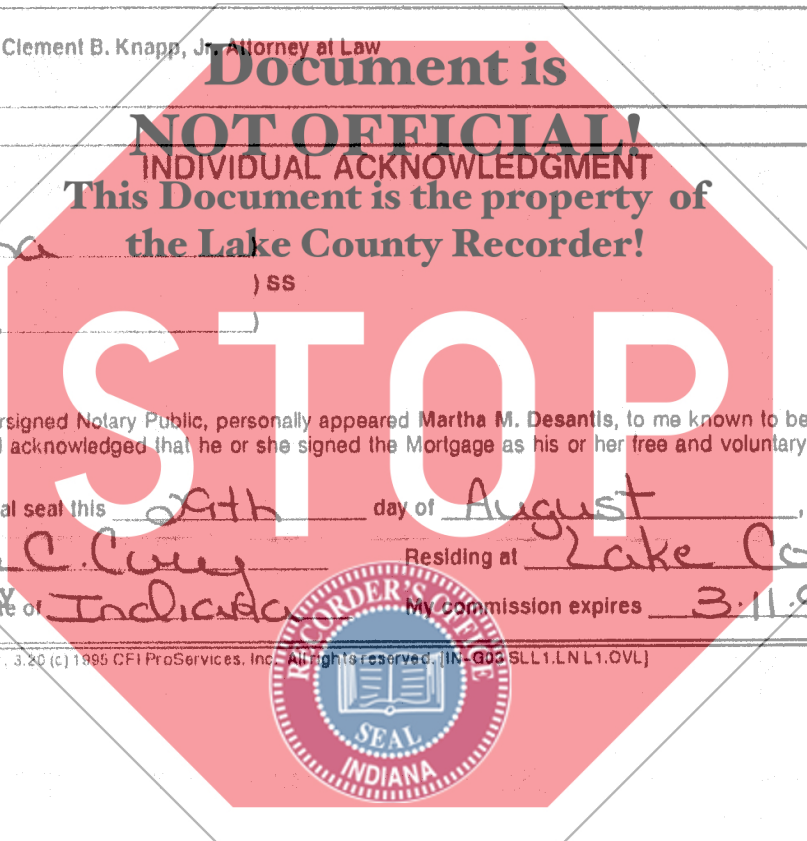 Clement B. Knapp, Jr, Attorney at Law
Document is
NOT OFFICIAL!
INDIVIDUAL ACKNOWLEDGMENT
This Document is the property of
the Lake County Recorder!
)
) SS
)
STOP
rsigned Notary Public, personally appeared Martha M. Desantis, to me known to be
acknowledged that he or she signed the Mortgage as his or her free and voluntary
al seal this 29th day of August ,
C. Residing at Lake Co
e of Indiana My commission expires 3.11.9
. 3.20 (c) 1995 CFI ProServices, Inc. All rights reserved. [IN-G03 SLL1.LN L1.OVL]
RECORDER'S OFFICE
SEAL
INDIANA